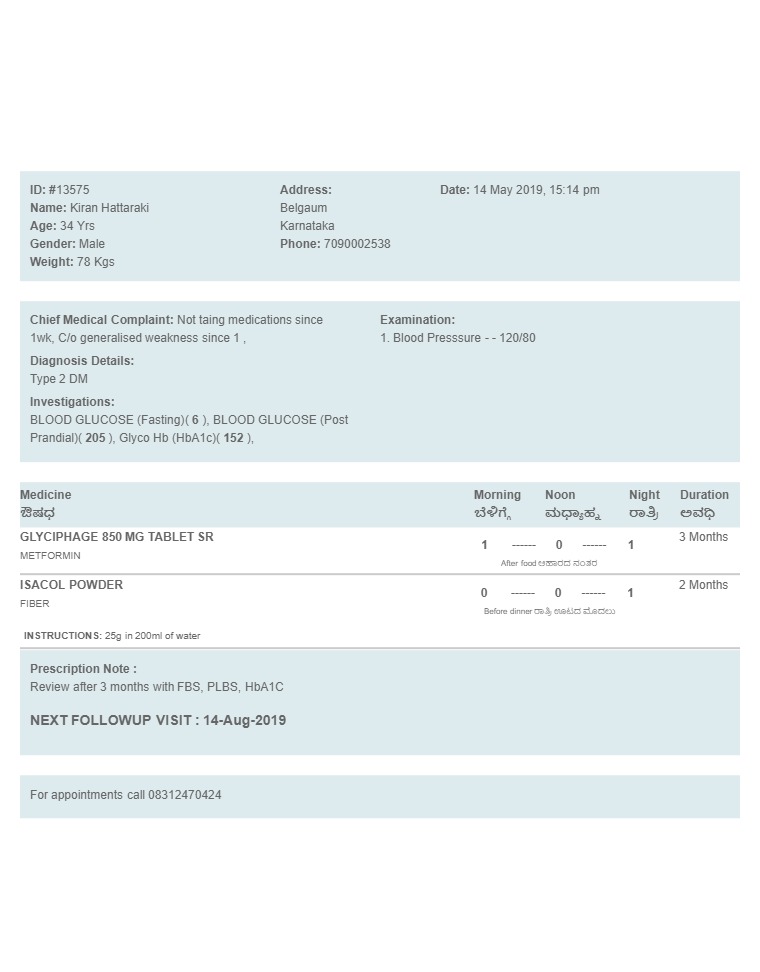 ID: #13575
Name: Kiran Hattaraki
Age: 34 Yrs
Gender: Male
Weight: 78 Kgs
Address:
Belgaum
Karnataka
Phone: 7090002538
Date: 14 May 2019, 15:14 pm
Chief Medical Complaint: Not taing medications since
1wk, C/o generalised weakness since 1 ,
Diagnosis Details:
Type 2 DM
Investigations:
BLOOD GLUCOSE (Fasting)( 6 ), BLOOD GLUCOSE (Post
Prandial)( 205 ), Glyco Hb (HbA1c)( 152 ),
Examination:
1. Blood Presssure - - 120/80
Medicine Morning Noon Night Duration
ಔಷಧ ಬೆಳಿಗ್ಗೆ ಮಧ್ಯಾಹ್ನ ರಾತ್ರಿ ಅವಧಿ
GLYCIPHAGE 850 MG TABLET SR 3 Months
METFORMIN 1 ------ 0 ------ 1
After food ಆಹಾರದ ನಂತರ
ISACOL POWDER 2 Months
FIBER 0 ------ 0 ------ 1
Before dinner ರಾತ್ರಿ ಊಟದ ಮೊದಲು
INSTRUCTIONS: 25g in 200ml of water
Prescription Note :
Review after 3 months with FBS, PLBS, HbA1C
NEXT FOLLOWUP VISIT : 14-Aug-2019
For appointments call 08312470424